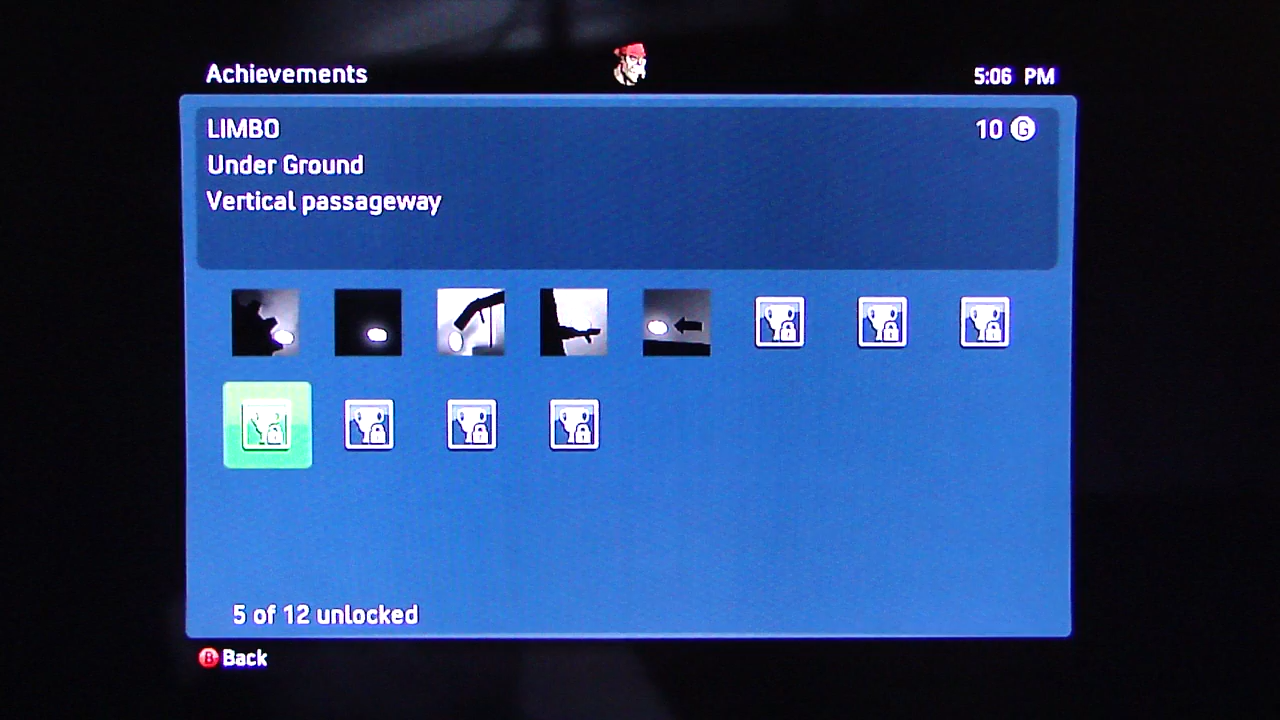 Achievements
5:06 PM
LIMBO
10 G
Under Ground
Vertical passageway
5 of 12 unlocked
B Back